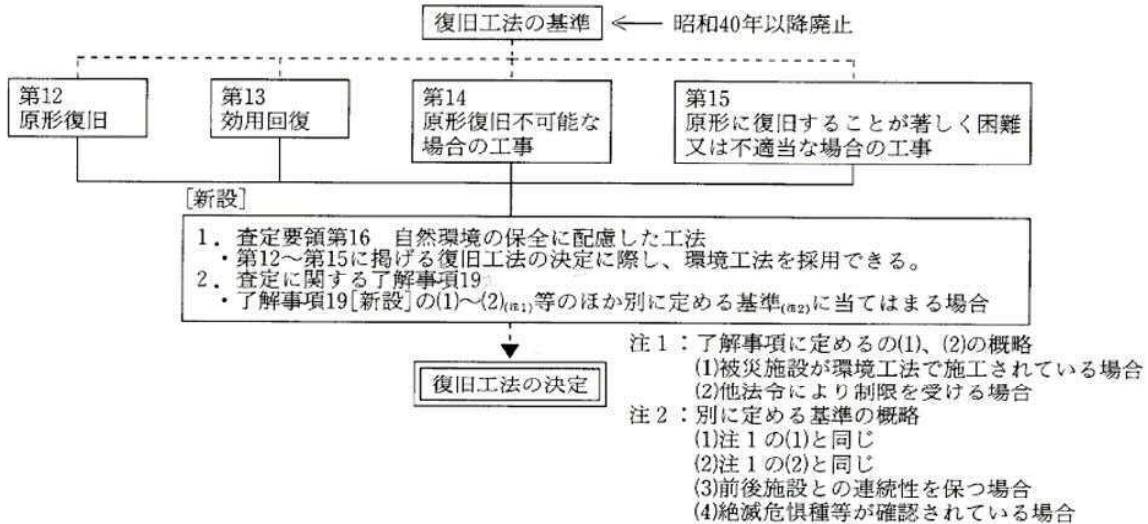 復旧工法の基準 ← 昭和40年以降廃止
第12
原形復旧
第13
効用回復
第14
原形復旧不可能な
場合の工事
第15
原形に復旧することが著しく困難
又は不適当な場合の工事
[新設]
1．査定要領第16　自然環境の保全に配慮した工法
・第12～第15に掲げる復旧工法の決定に際し、環境工法を採用できる。
2．査定に関する了解事項19
・了解事項19[新設]の(1)～(2)(注1)等のほか別に定める基準(注2)に当てはまる場合
復旧工法の決定
注1：了解事項に定めるの(1)、(2)の概略
(1)被災施設が環境工法で施工されている場合
(2)他法令により制限を受ける場合
注2：別に定める基準の概略
(1)注1の(1)と同じ
(2)注1の(2)と同じ
(3)前後施設との連続性を保つ場合
(4)絶滅危惧種等が確認されている場合